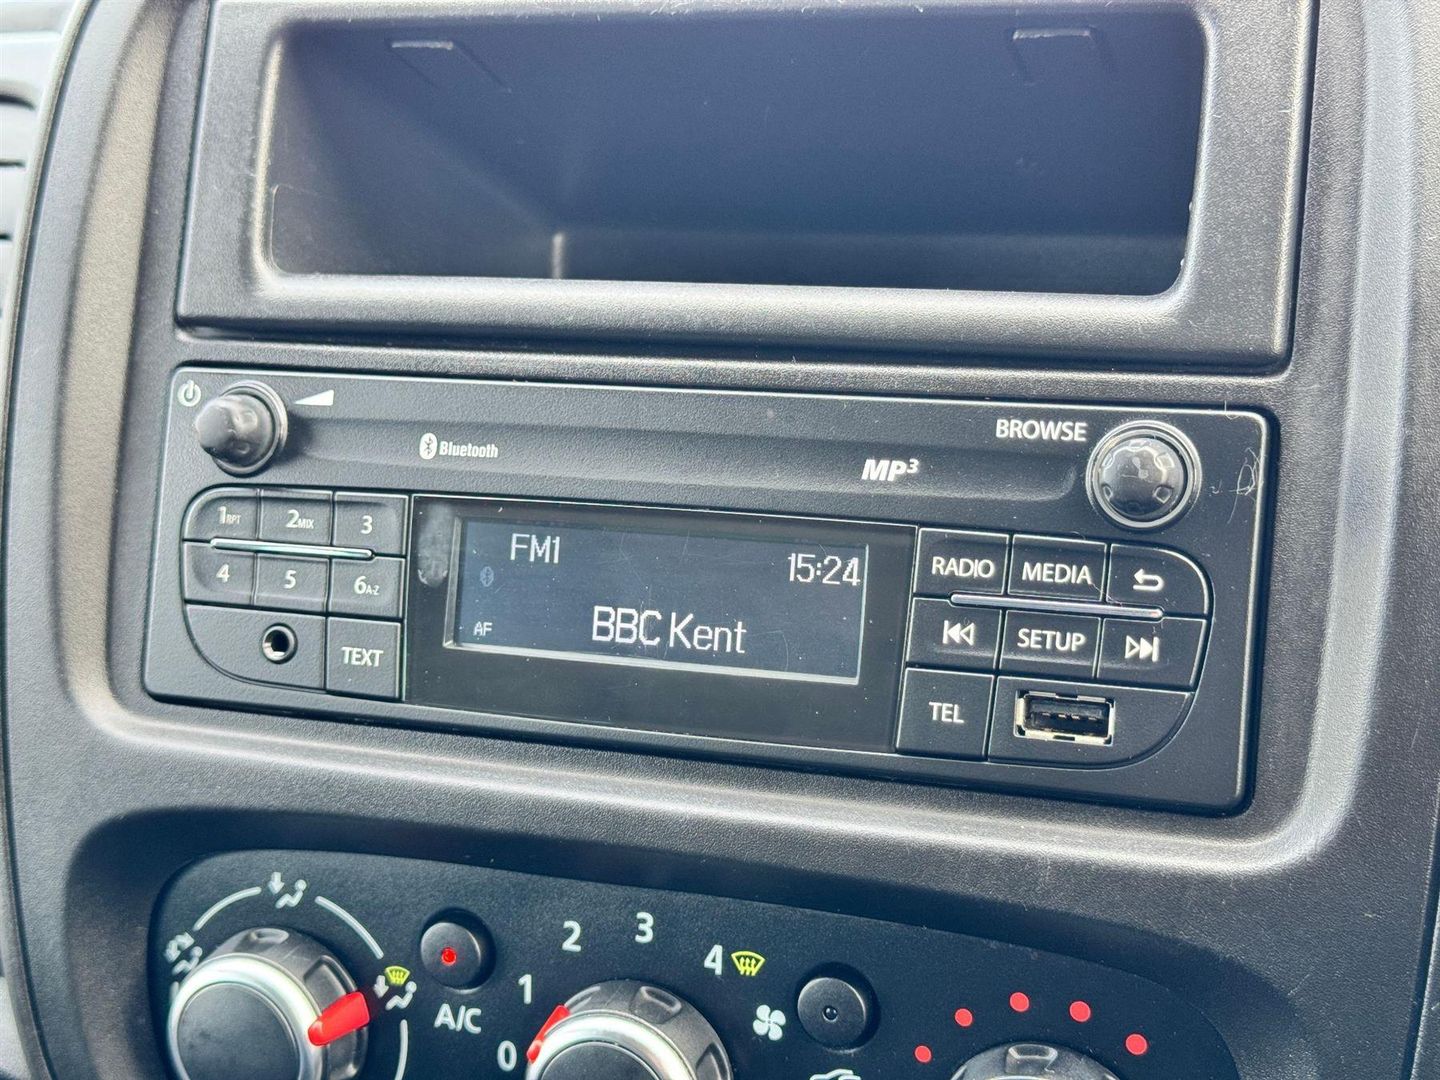 BROWSE
Bluetooth
MP3
1RPT 2MIX 3
4 5 6A-Z
TEXT
FM1 15:24
AF BBC Kent
RADIO MEDIA
SETUP
TEL
A/C
0 1 2 3 4